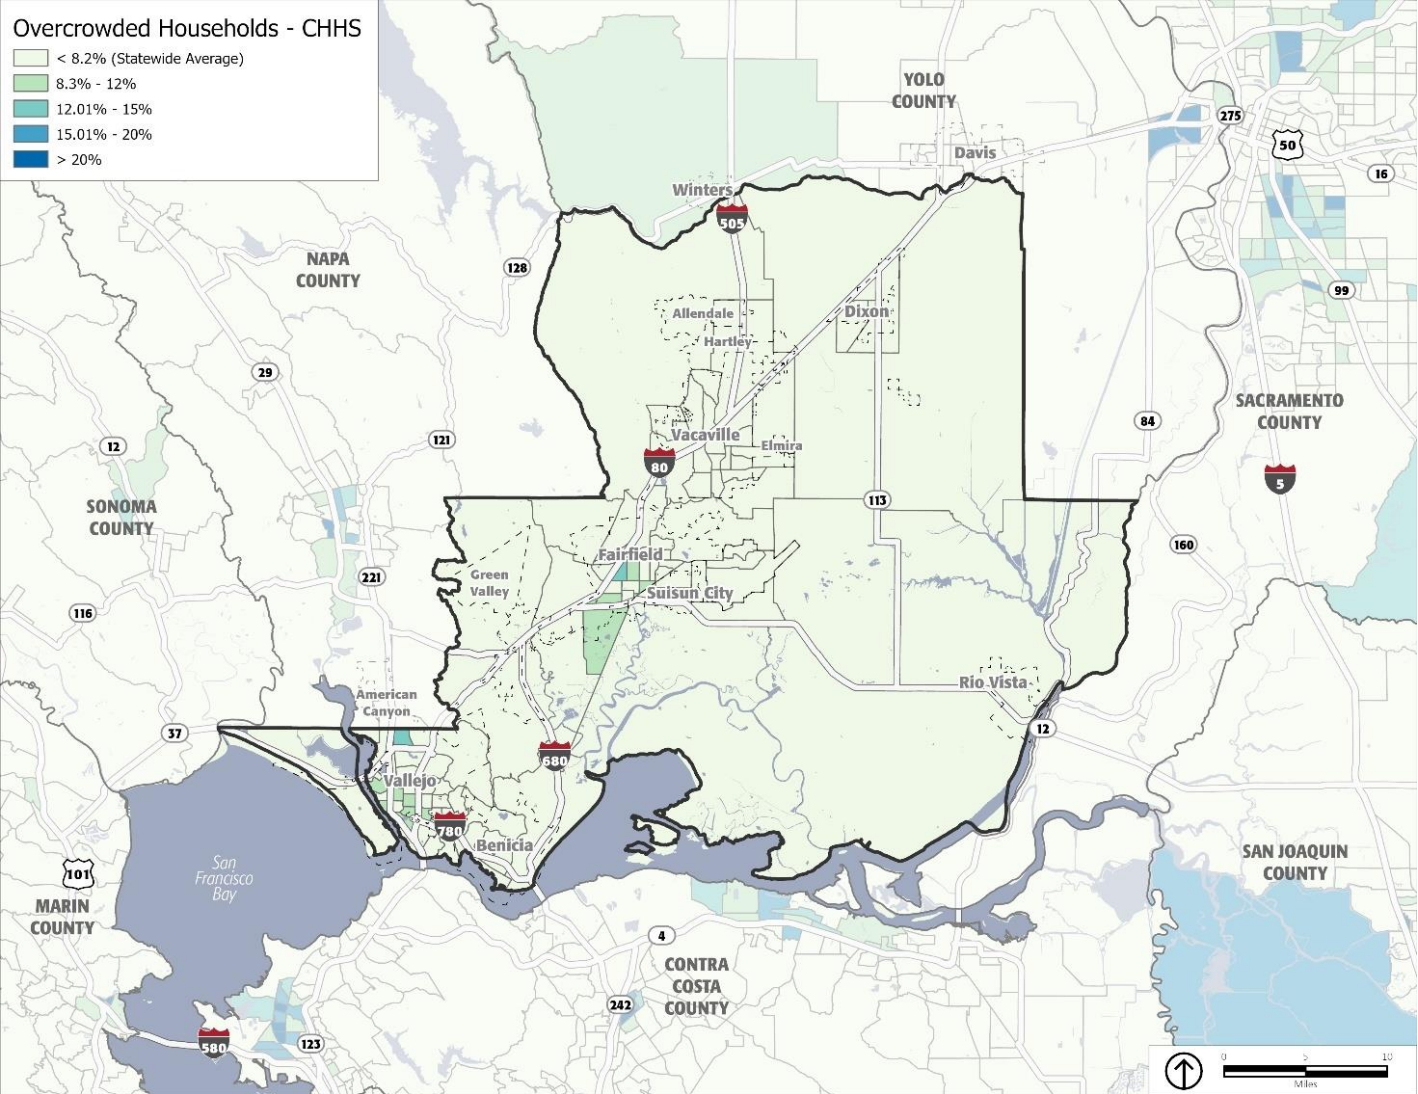 Overcrowded Households - CHHS
< 8.2% (Statewide Average)
8.3% - 12%
12.01% - 15%
15.01% - 20%
> 20%
YOLO
COUNTY
275
50
Davis
16
Winters
505
NAPA
COUNTY
128
99
Allendale
Dixon
Hartley
29
SACRAMENTO
COUNTY
84
121
12
Vacaville
Elmira
80
5
113
SONOMA
COUNTY
160
Fairfield
221
Green
Valley
Suisun City
116
Rio Vista
American
Canyon
37
12
680
Vallejo
780
Benicia
San
Francisco
Bay
SAN JOAQUIN
COUNTY
101
MARIN
COUNTY
4
CONTRA
COSTA
COUNTY
242
580
123
0 5 10
Miles